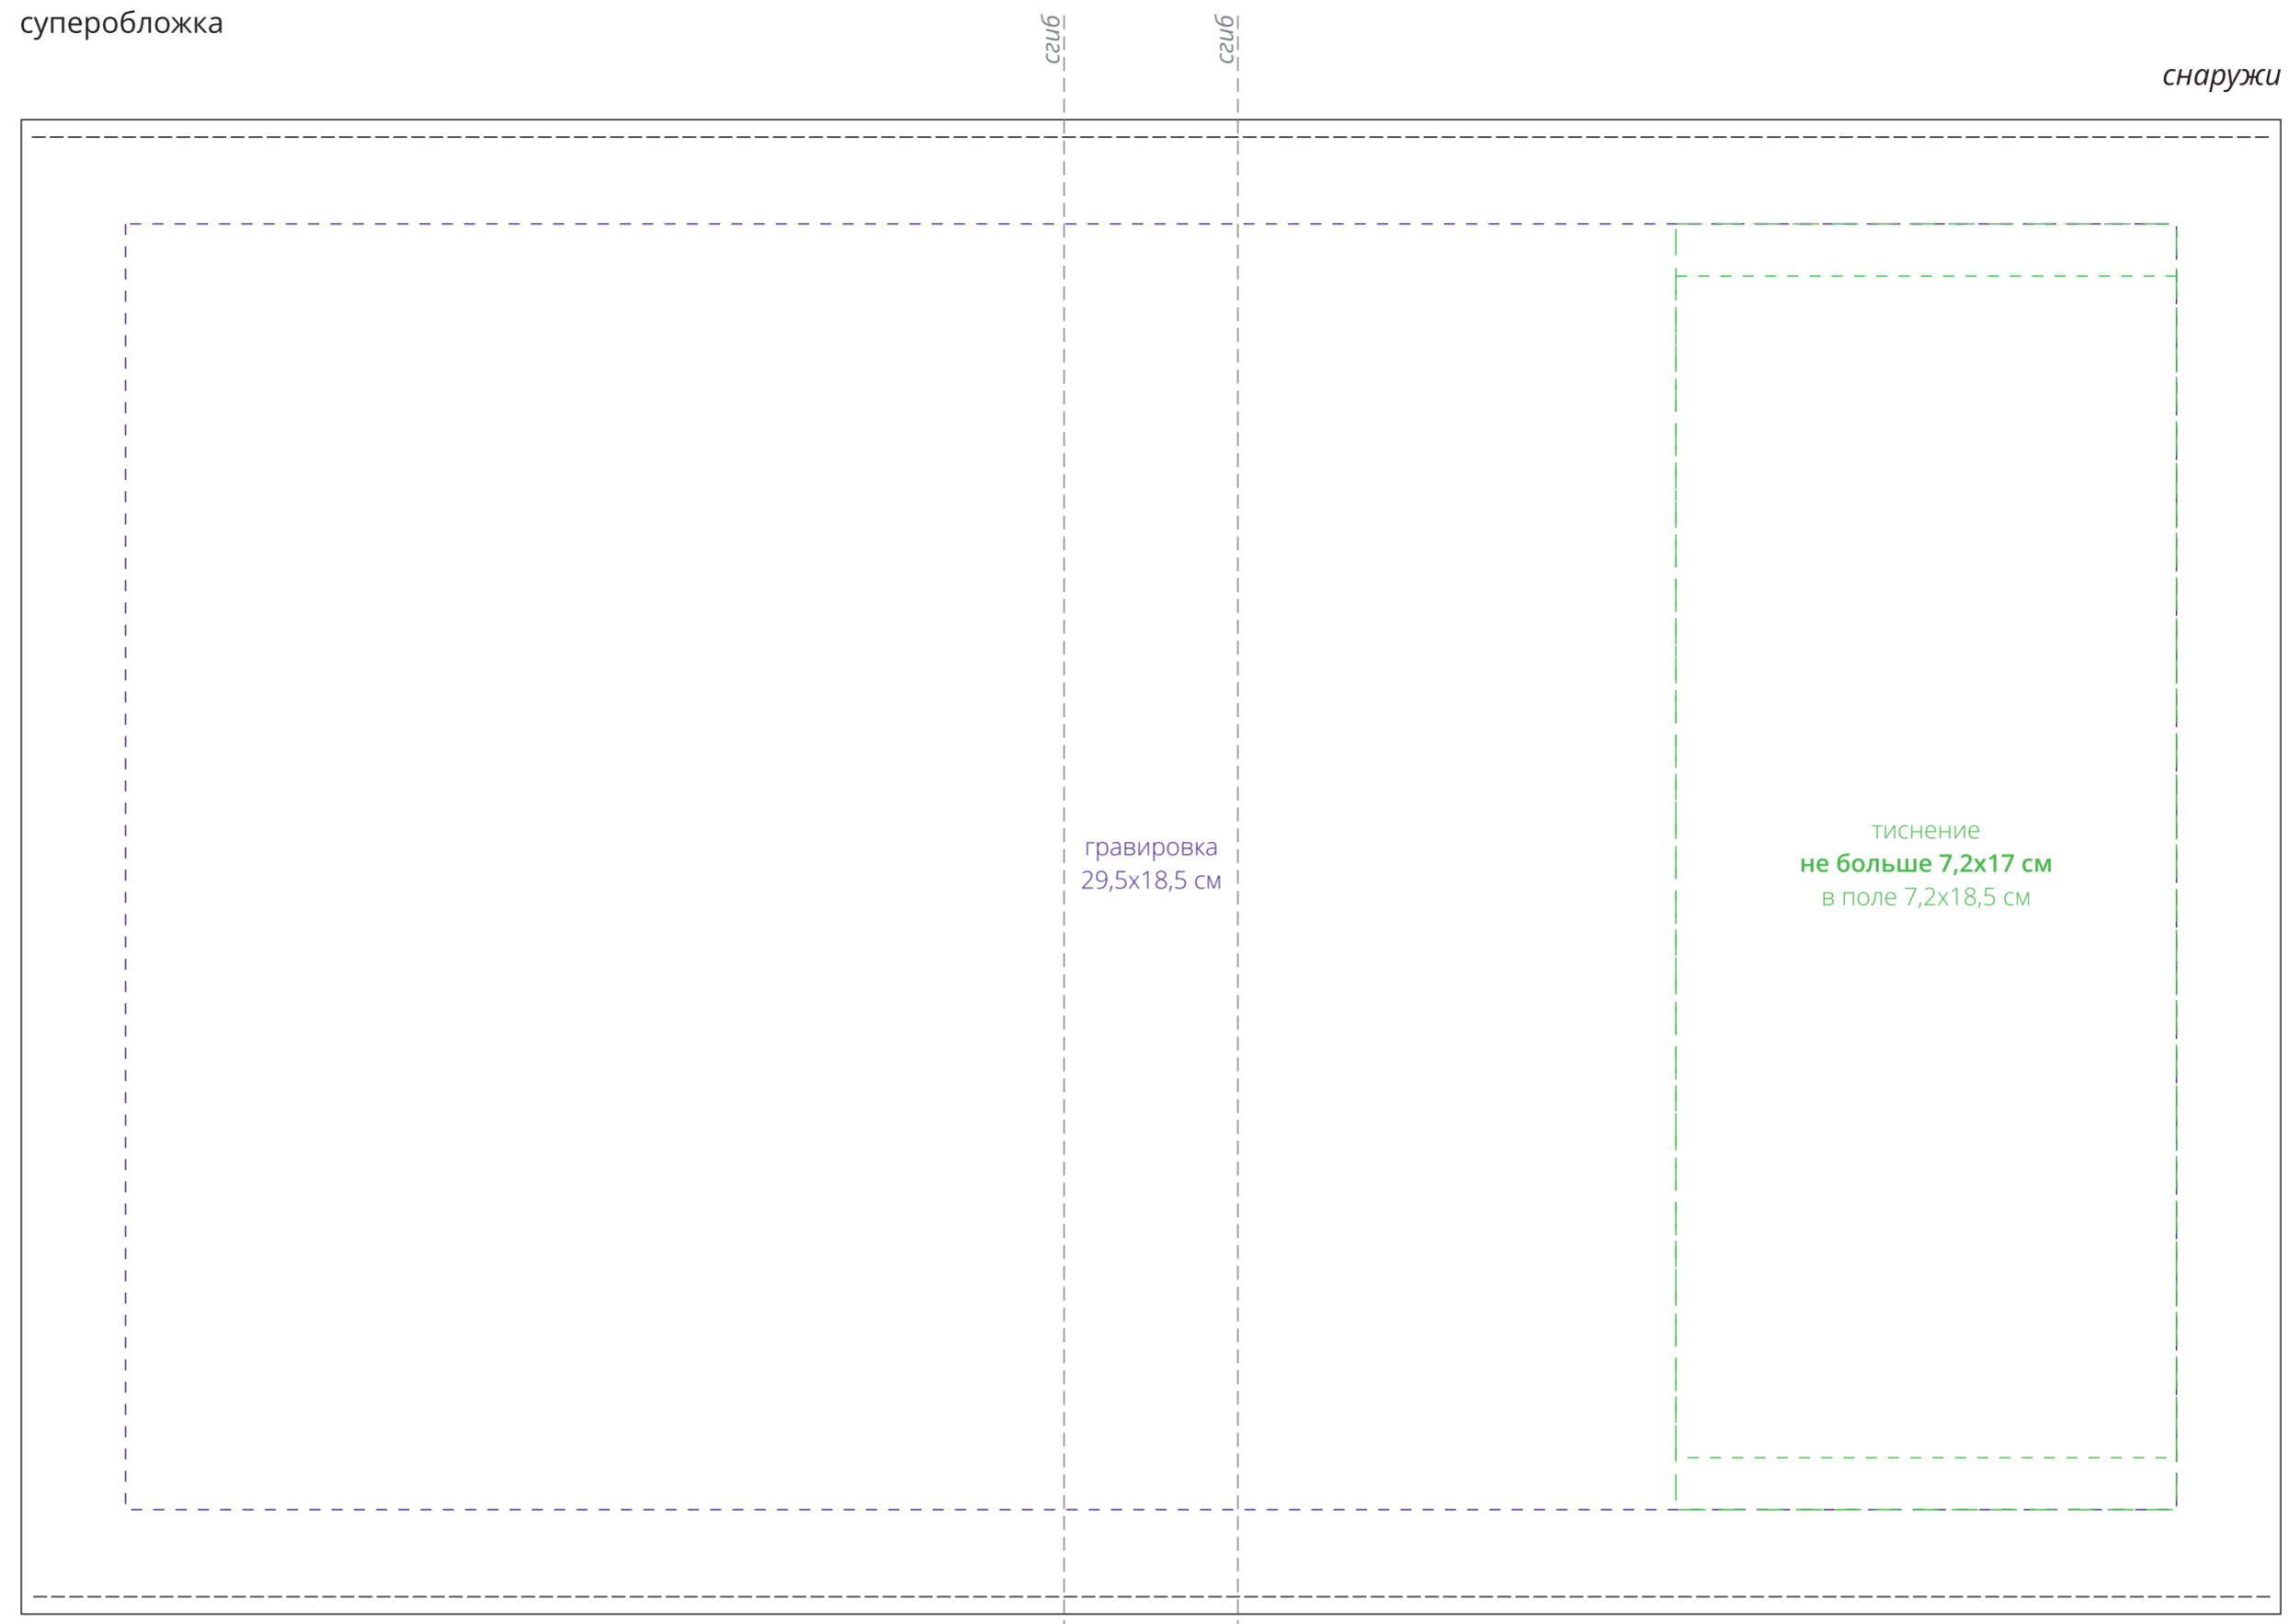 суперобложка
сгиб
сгиб
снаружи
гравировка
29,5х18,5 см
тиснение
не больше 7,2х17 см
в поле 7,2х18,5 см